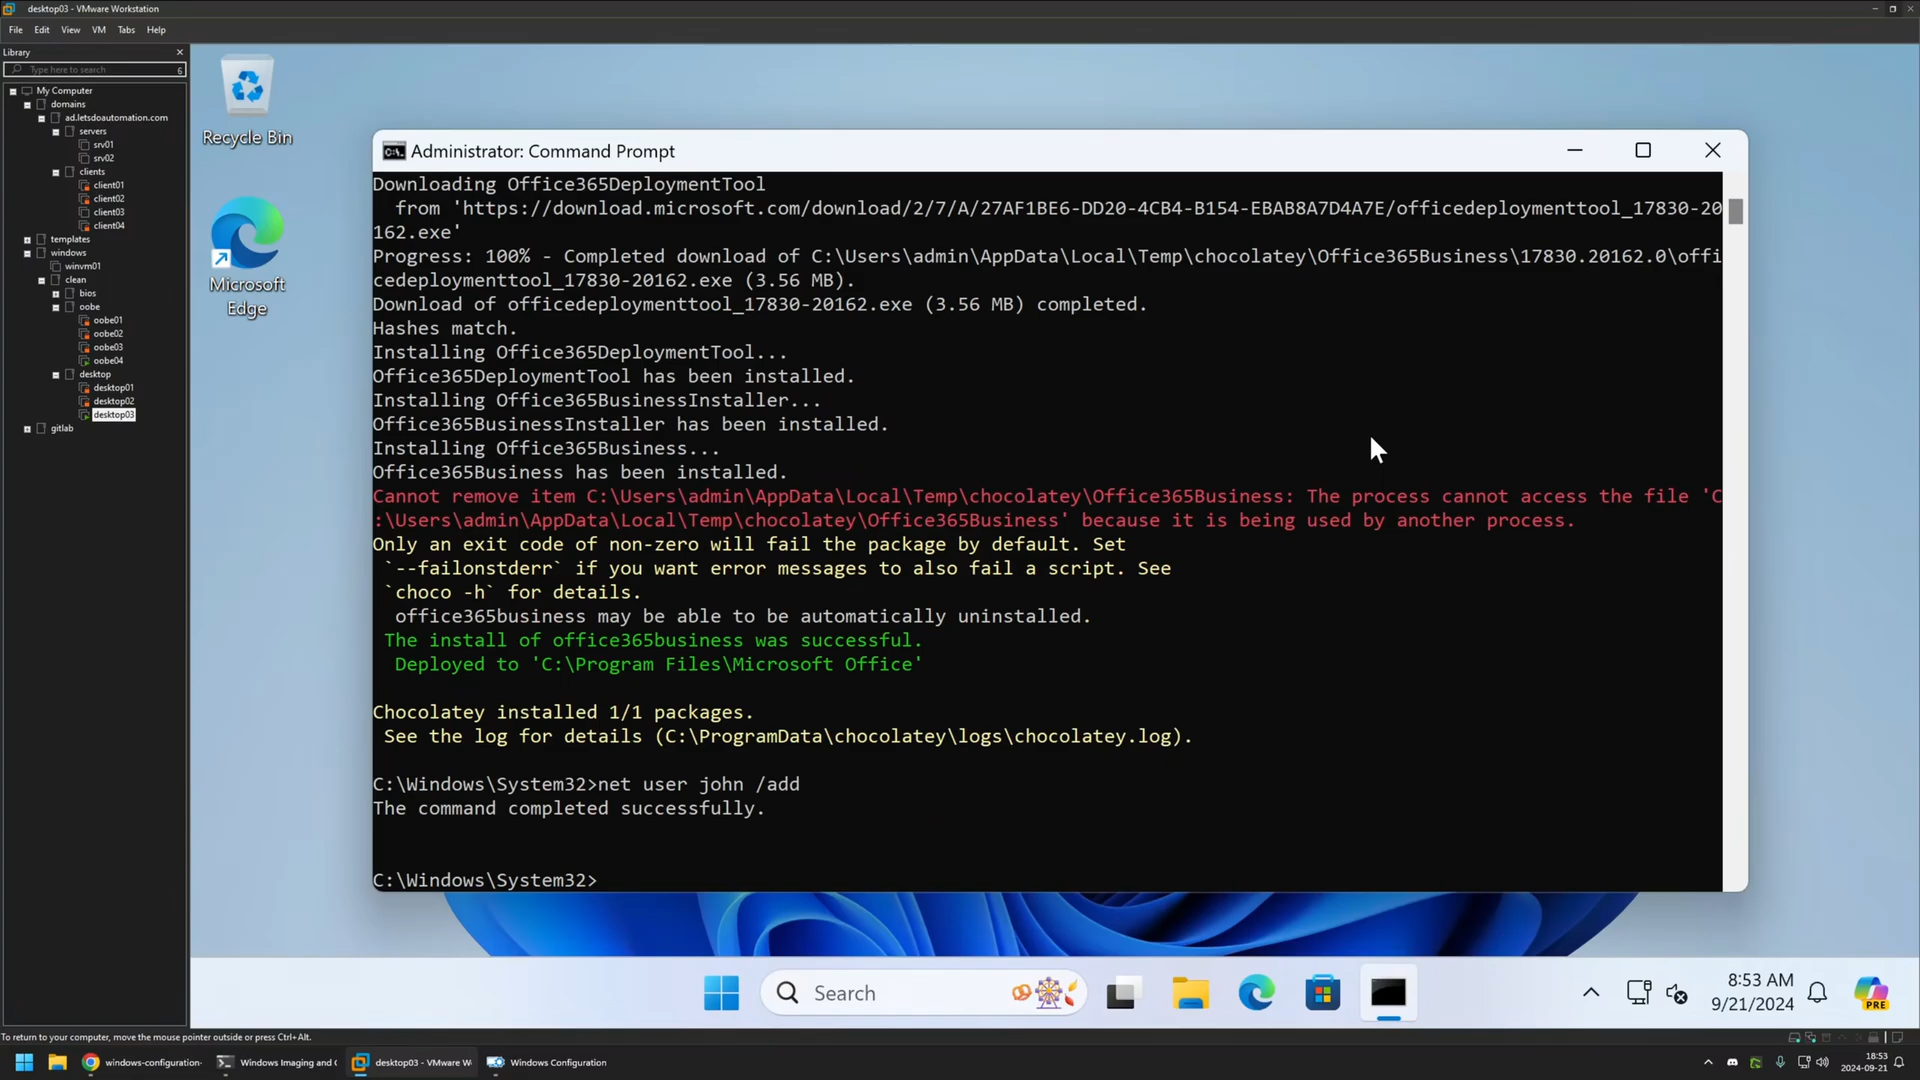 desktop03 - VMware Workstation
File Edit View VM Tabs Help
Library
Type here to search
My Computer
domains
ad.letsdoautomation.com
servers
srv01
srv02
clients
client01
client02
client03
client04
templates
windows
winvm01
clean
bios
oobe
oobe01
oobe02
oobe03
oobe04
desktop
desktop01
desktop02
desktop03
gitlab
Recycle Bin
Microsoft
Edge
Administrator: Command Prompt
Downloading Office365DeploymentTool
from 'https://download.microsoft.com/download/2/7/A/27AF1BE6-DD20-4CB4-B154-EBAB8A7D4A7E/officedeploymenttool_17830-20
162.exe'
Progress: 100% - Completed download of C:\Users\admin\AppData\Local\Temp\chocolatey\Office365Business\17830.20162.0\offi
cedeploymenttool_17830-20162.exe (3.56 MB).
Download of officedeploymenttool_17830-20162.exe (3.56 MB) completed.
Hashes match.
Installing Office365DeploymentTool...
Office365DeploymentTool has been installed.
Installing Office365BusinessInstaller...
Office365BusinessInstaller has been installed.
Installing Office365Business...
Office365Business has been installed.
Cannot remove item C:\Users\admin\AppData\Local\Temp\chocolatey\Office365Business: The process cannot access the file 'C
:\Users\admin\AppData\Local\Temp\chocolatey\Office365Business' because it is being used by another process.
Only an exit code of non-zero will fail the package by default. Set
`--failonstderr` if you want error messages to also fail a script. See
`choco -h` for details.
office365business may be able to be automatically uninstalled.
The install of office365business was successful.
Deployed to 'C:\Program Files\Microsoft Office'
Chocolatey installed 1/1 packages.
See the log for details (C:\ProgramData\chocolatey\logs\chocolatey.log).
C:\Windows\System32>net user john /add
The command completed successfully.
C:\Windows\System32>
Search
8:53 AM
9/21/2024
PRE
To return to your computer, move the mouse pointer outside or press Ctrl+Alt.
windows-configuration-
Windows Imaging and C
desktop03 - VMware W
Windows Configuration
18:53
2024-09-21